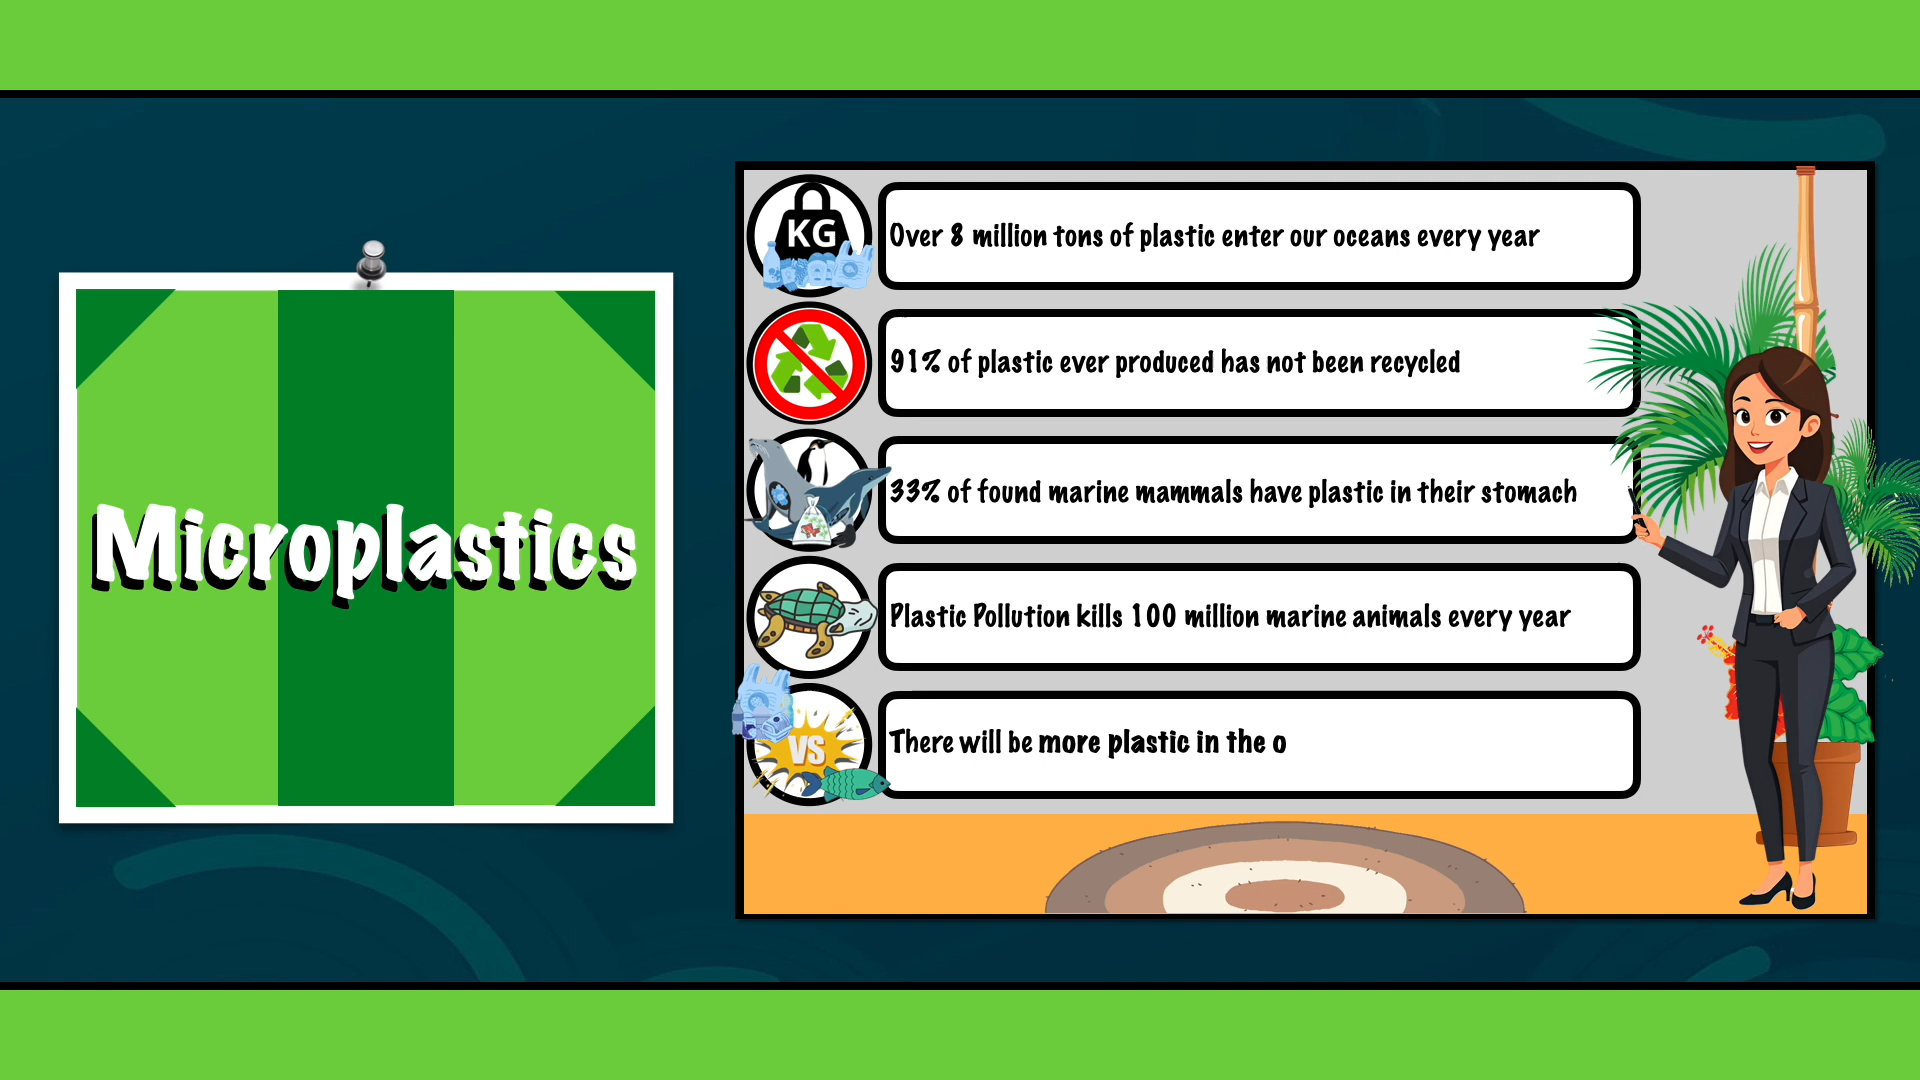 Microplastics
KG
Over 8 million tons of plastic enter our oceans every year
91% of plastic ever produced has not been recycled
33% of found marine mammals have plastic in their stomach
Plastic Pollution kills 100 million marine animals every year
VS
There will be more plastic in the o